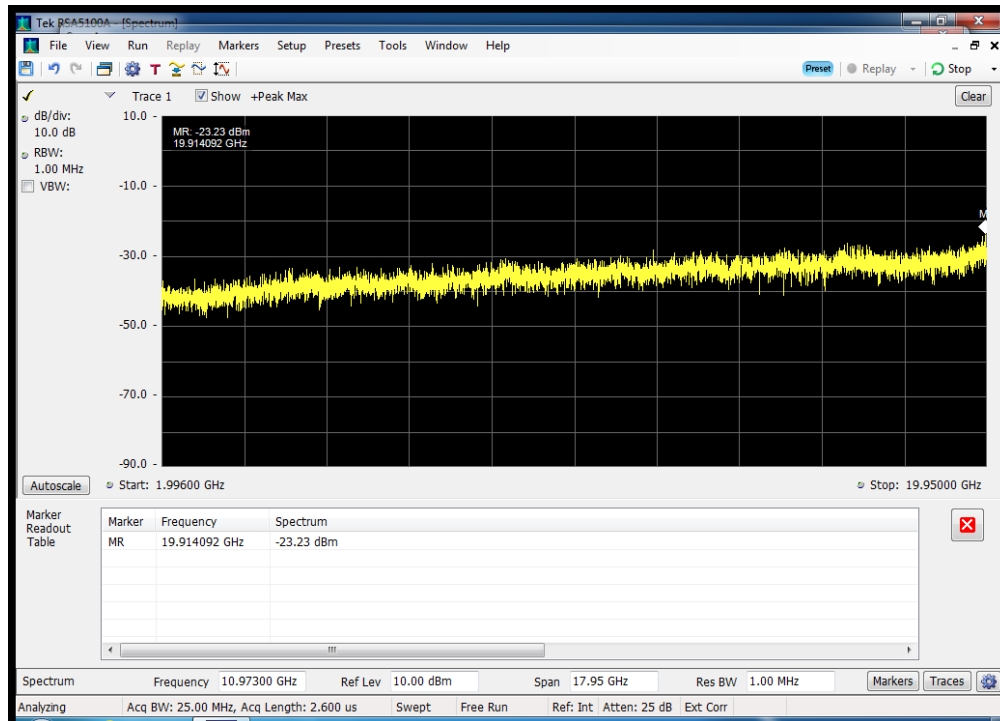 Tek RSA5100A - [Spectrum]
File View Run Replay Markers Setup Presets Tools Window Help
T
Preset Replay Stop
Trace 1 Show +Peak Max Clear
dB/div:
10.0 dB
RBW:
1.00 MHz
VBW:
10.0
-10.0
-30.0
-50.0
-70.0
-90.0
MR: -23.23 dBm
19.914092 GHz
M
Autoscale Start: 1.99600 GHz Stop: 19.95000 GHz
Marker
Readout
Table
Marker Frequency Spectrum
MR 19.914092 GHz -23.23 dBm
Spectrum Frequency 10.97300 GHz Ref Lev 10.00 dBm Span 17.95 GHz Res BW 1.00 MHz Markers Traces
Analyzing Acq BW: 25.00 MHz, Acq Length: 2.600 us Swept Free Run Ref: Int Atten: 25 dB Ext Corr